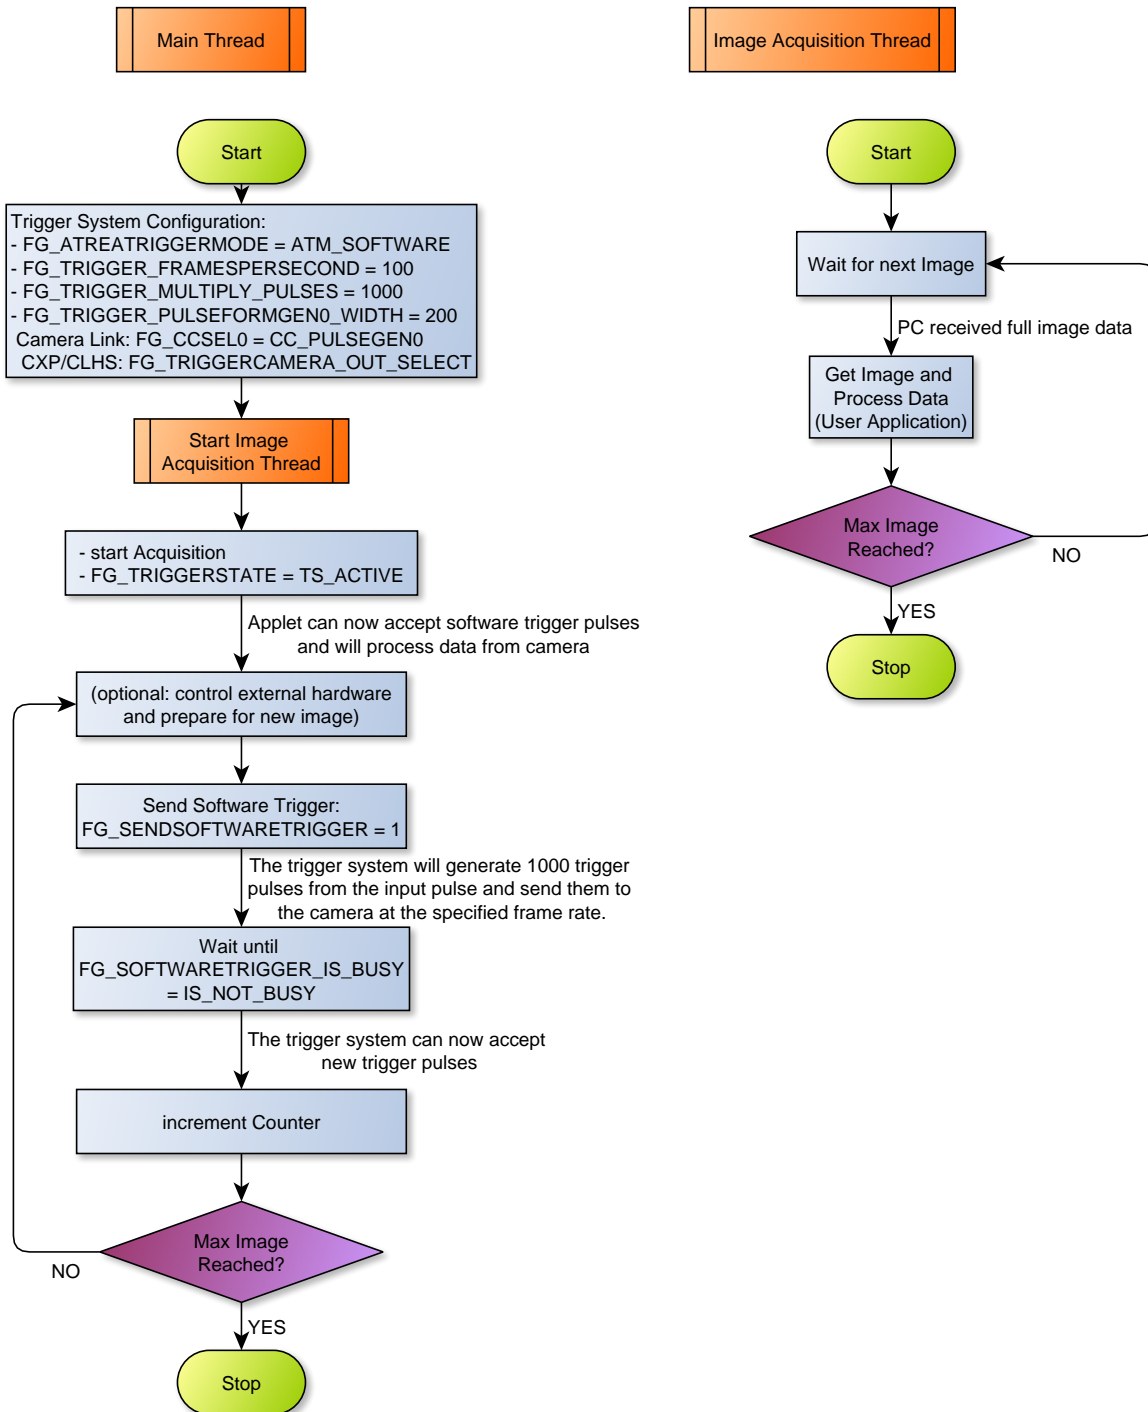 Main Thread
Start
Trigger System Configuration:
- FG_ATREATRIGGERMODE = ATM_SOFTWARE
- FG_TRIGGER_FRAMESPERSECOND = 100
- FG_TRIGGER_MULTIPLY_PULSES = 1000
- FG_TRIGGER_PULSEFORMGEN0_WIDTH = 200
Camera Link: FG_CCSEL0 = CC_PULSEGEN0
CXP/CLHS: FG_TRIGGERCAMERA_OUT_SELECT
Start Image
Acquisition Thread
- start Acquisition
- FG_TRIGGERSTATE = TS_ACTIVE
Applet can now accept software trigger pulses
and will process data from camera
(optional: control external hardware
and prepare for new image)
Send Software Trigger:
FG_SENDSOFTWARETRIGGER = 1
The trigger system will generate 1000 trigger
pulses from the input pulse and send them to
the camera at the specified frame rate.
Wait until
FG_SOFTWARETRIGGER_IS_BUSY
= IS_NOT_BUSY
The trigger system can now accept
new trigger pulses
increment Counter
Max Image
Reached?
NO
YES
Stop
Image Acquisition Thread
Start
Wait for next Image
PC received full image data
Get Image and
Process Data
(User Application)
Max Image
Reached?
NO
YES
Stop